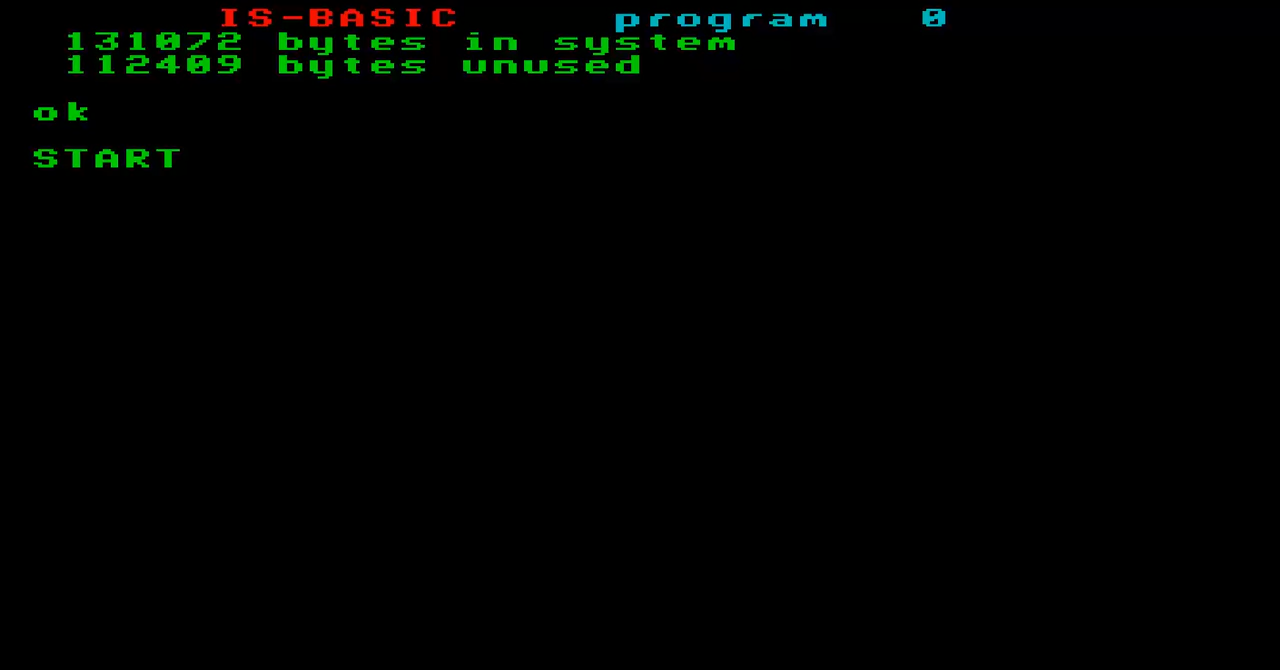 IS-BASIC program 0
131072 bytes in system
112409 bytes unused
ok
START